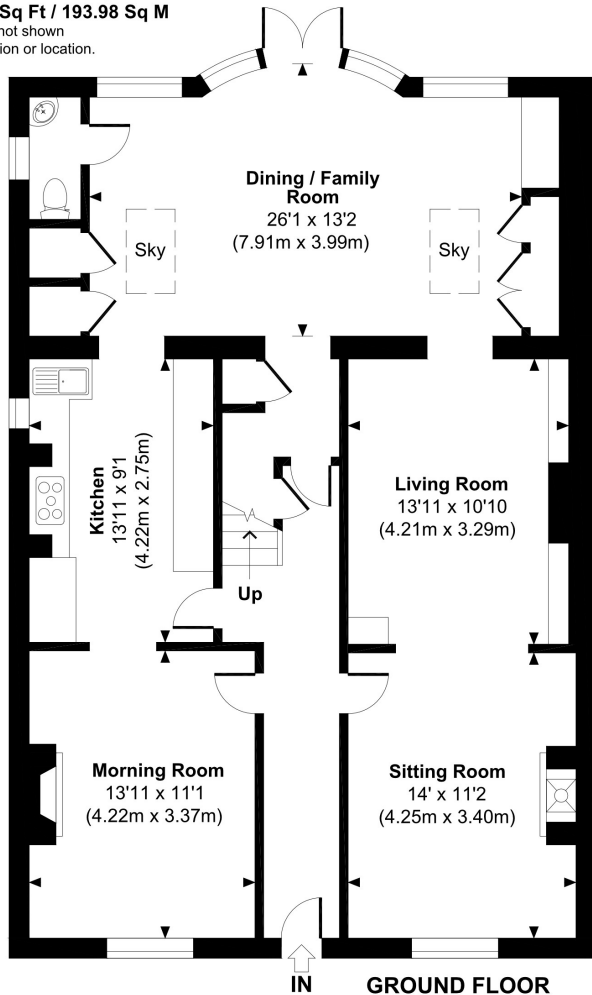 Sq Ft / 193.98 Sq M
not shown
ion or location.
Dining / Family
Room
26'1 x 13'2
(7.91m x 3.99m)
Sky
Sky
Kitchen
13'11 x 9'1
(4.22m x 2.75m)
Living Room
13'11 x 10'10
(4.21m x 3.29m)
Up
Morning Room
13'11 x 11'1
(4.22m x 3.37m)
Sitting Room
14' x 11'2
(4.25m x 3.40m)
IN
GROUND FLOOR